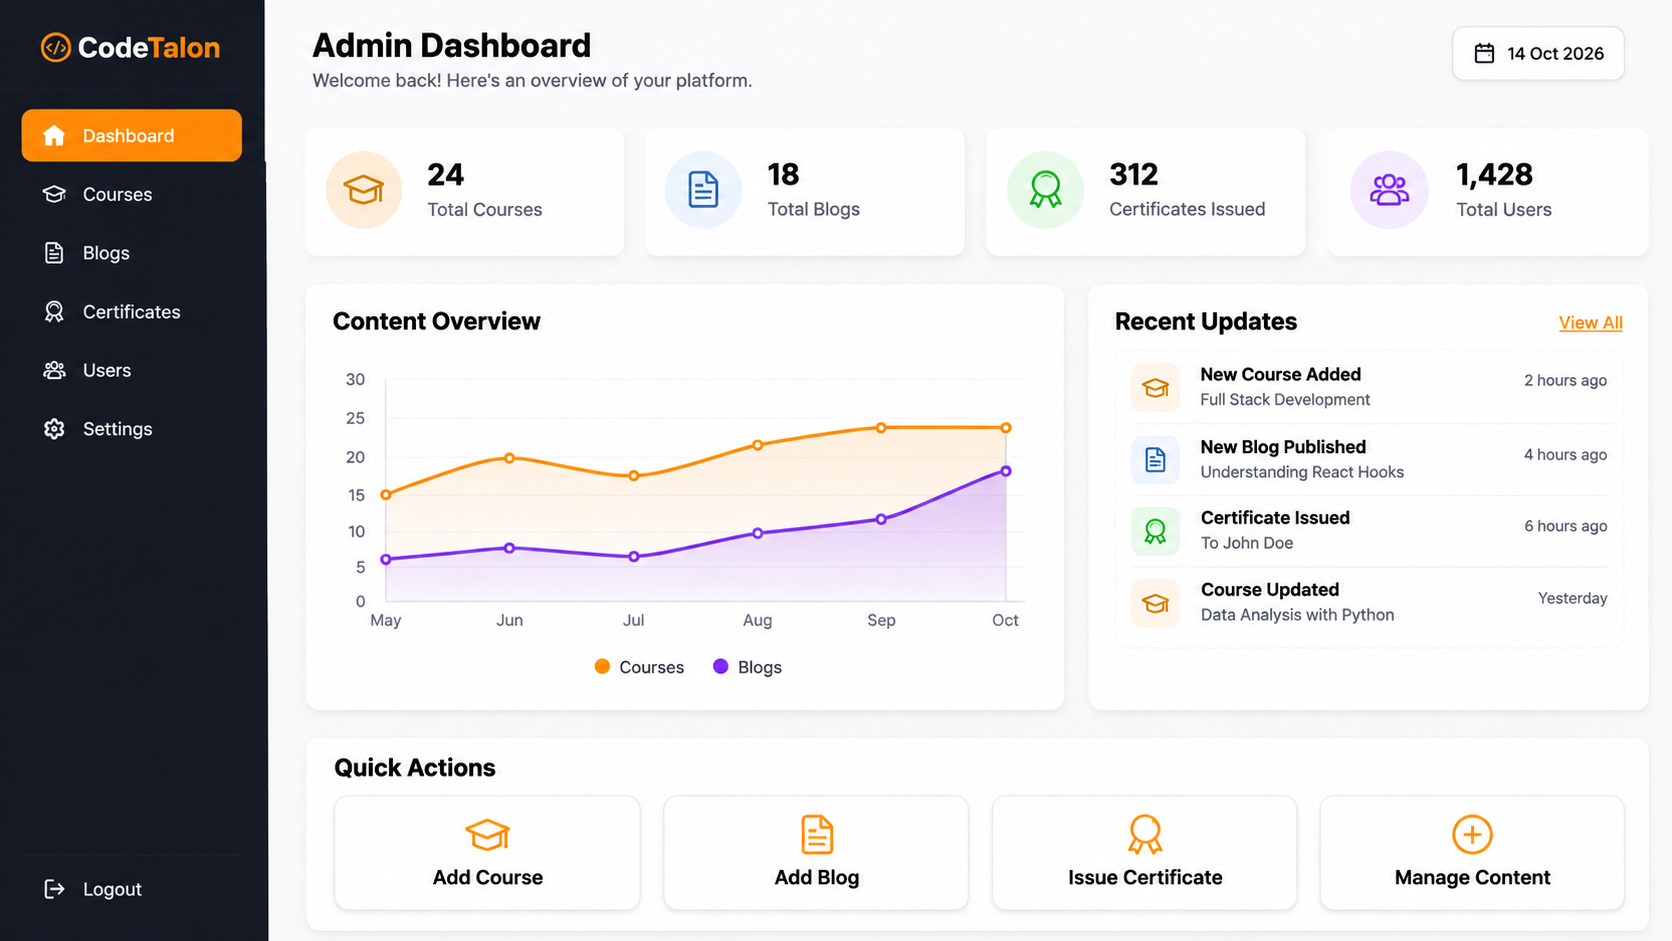 CodeTalon
Dashboard
Courses
Blogs
Certificates
Users
Settings
Logout
Admin Dashboard
Welcome back! Here's an overview of your platform.
14 Oct 2026
24
Total Courses
18
Total Blogs
312
Certificates Issued
1,428
Total Users
Content Overview
30
25
20
15
10
5
0
May Jun Jul Aug Sep Oct
Courses Blogs
Recent Updates
View All
New Course Added
Full Stack Development
2 hours ago
New Blog Published
Understanding React Hooks
4 hours ago
Certificate Issued
To John Doe
6 hours ago
Course Updated
Data Analysis with Python
Yesterday
Quick Actions
Add Course
Add Blog
Issue Certificate
Manage Content